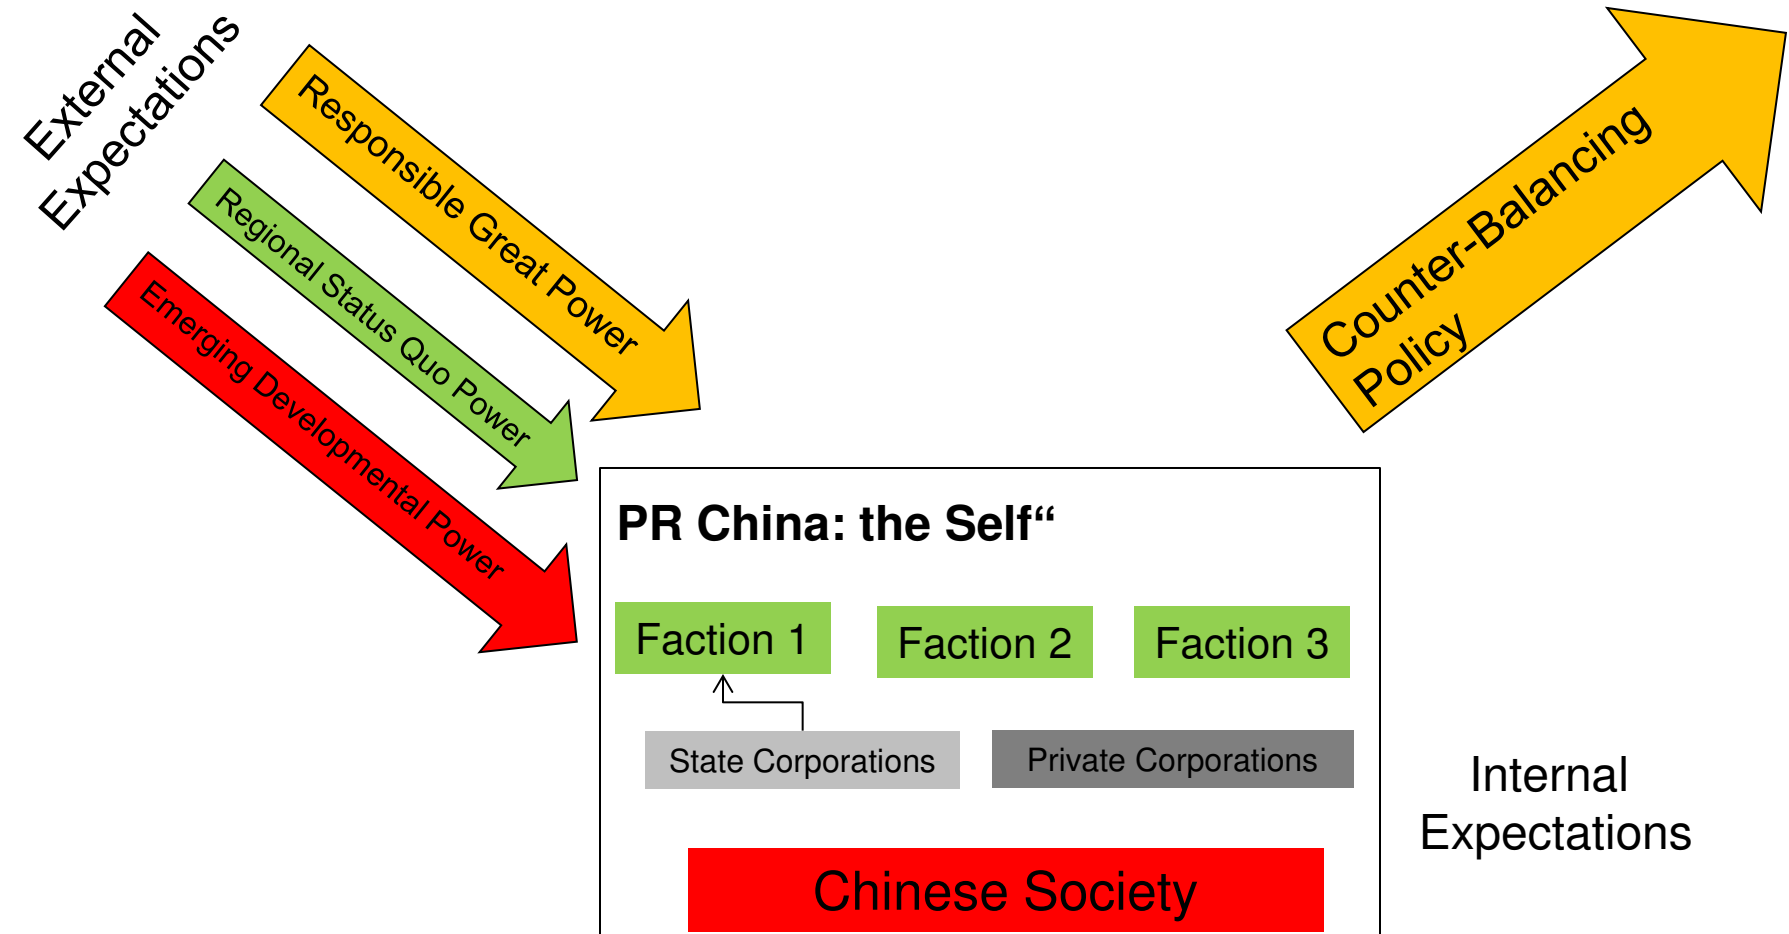 External
Expectations
Responsible Great Power
Regional Status Quo Power
Emerging Developmental Power
Counter-Balancing
Policy
PR China: the Self“
Faction 1
Faction 2
Faction 3
State Corporations
Private Corporations
Chinese Society
Internal
Expectations